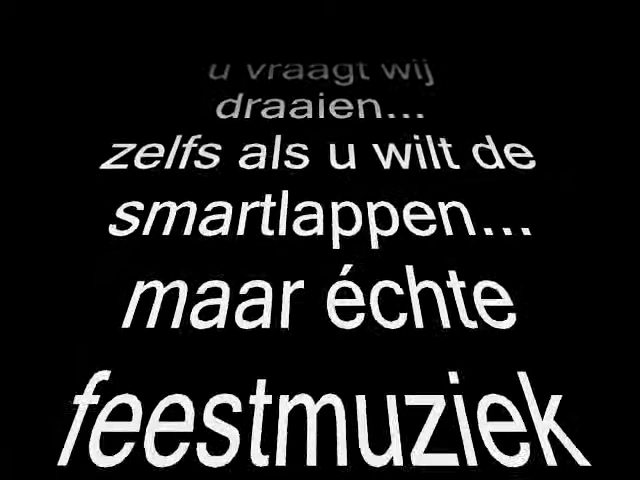 u vraagt wij
draaien...
zelfs als u wilt de
smartlappen...
maar échte
feestmuziek